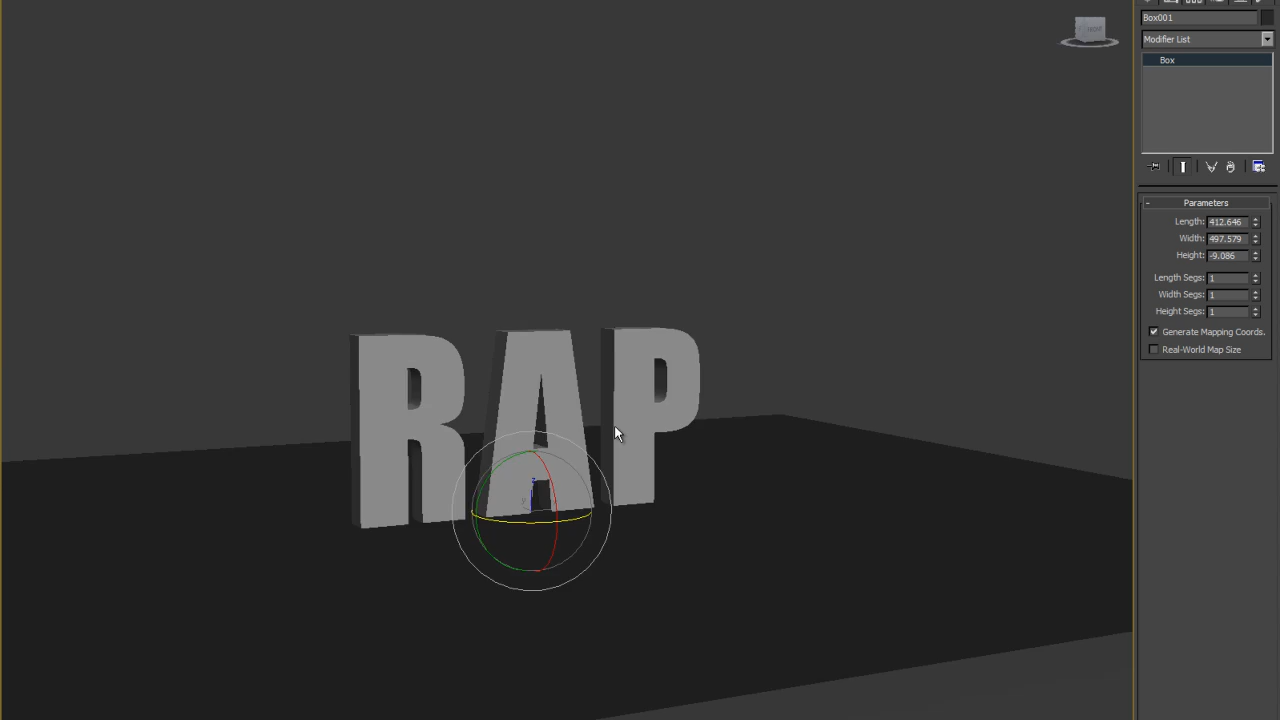 Box001
Modifier List
Box
- Parameters
Length: 412.646
Width: 497.579
Height: -9.086
Length Segs: 1
Width Segs: 1
Height Segs: 1
Generate Mapping Coords.
Real-World Map Size
RAP